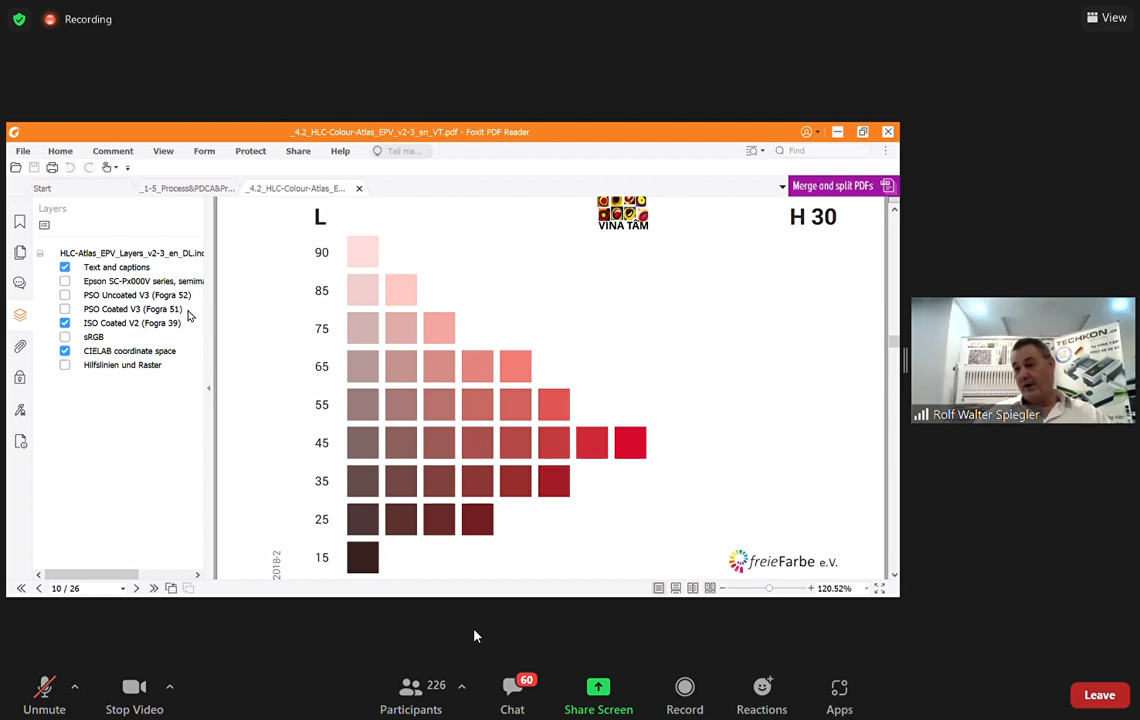 Recording
View
_4.2_HLC-Colour-Atlas_EPV_v2-3_en_VT.pdf - Foxit PDF Reader
File Home Comment View Form Protect Share Help Tell me... Find
Start _1-5_Process&PDCA&Pr... _4.2_HLC-Colour-Atlas_E... Merge and split PDFs
Layers
HLC-Atlas_EPV_Layers_v2-3_en_DL.inc
Text and captions
Epson SC-Px000V series, semima
PSO Uncoated V3 (Fogra 52)
PSO Coated V3 (Fogra 51)
ISO Coated V2 (Fogra 39)
sRGB
CIELAB coordinate space
Hilfslinien und Raster
L
VINA TÂM
H 30
90
85
75
65
55
45
35
25
15
2018-2
freieFarbe e.V.
10 / 26
120.52%
TECHKON
VINA TÂM
Rolf Walter Spiegler
Unmute
Stop Video
226
Participants
60
Chat
Share Screen
Record
Reactions
Apps
Leave